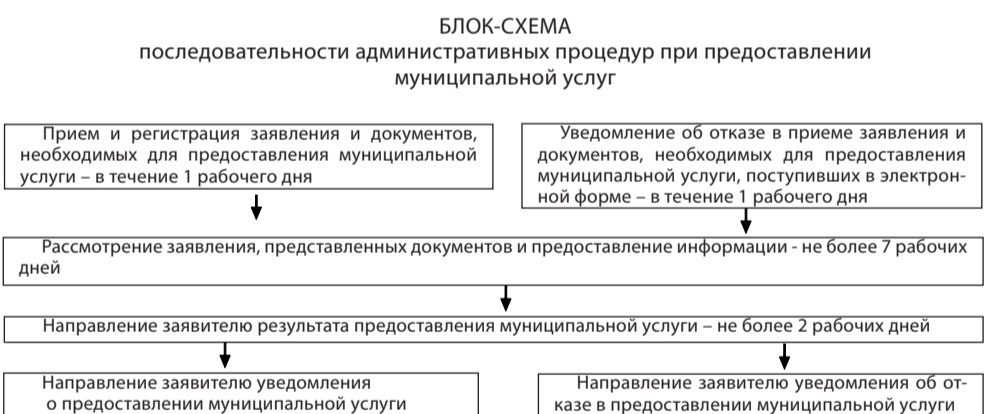 БЛОК-СХЕМА
последовательности административных процедур при предоставлении
муниципальной услуг
Прием и регистрация заявления и документов,
необходимых для предоставления муниципальной
услуги – в течение 1 рабочего дня
Уведомление об отказе в приеме заявления и
документов, необходимых для предоставления
муниципальной услуги, поступивших в электрон-
ной форме – в течение 1 рабочего дня
Рассмотрение заявления, представленных документов и предоставление информации - не более 7 рабочих
дней
Направление заявителю результата предоставления муниципальной услуги – не более 2 рабочих дней
Направление заявителю уведомления
о предоставлении муниципальной услуги
Направление заявителю уведомления об от-
казе в предоставлении муниципальной услуги